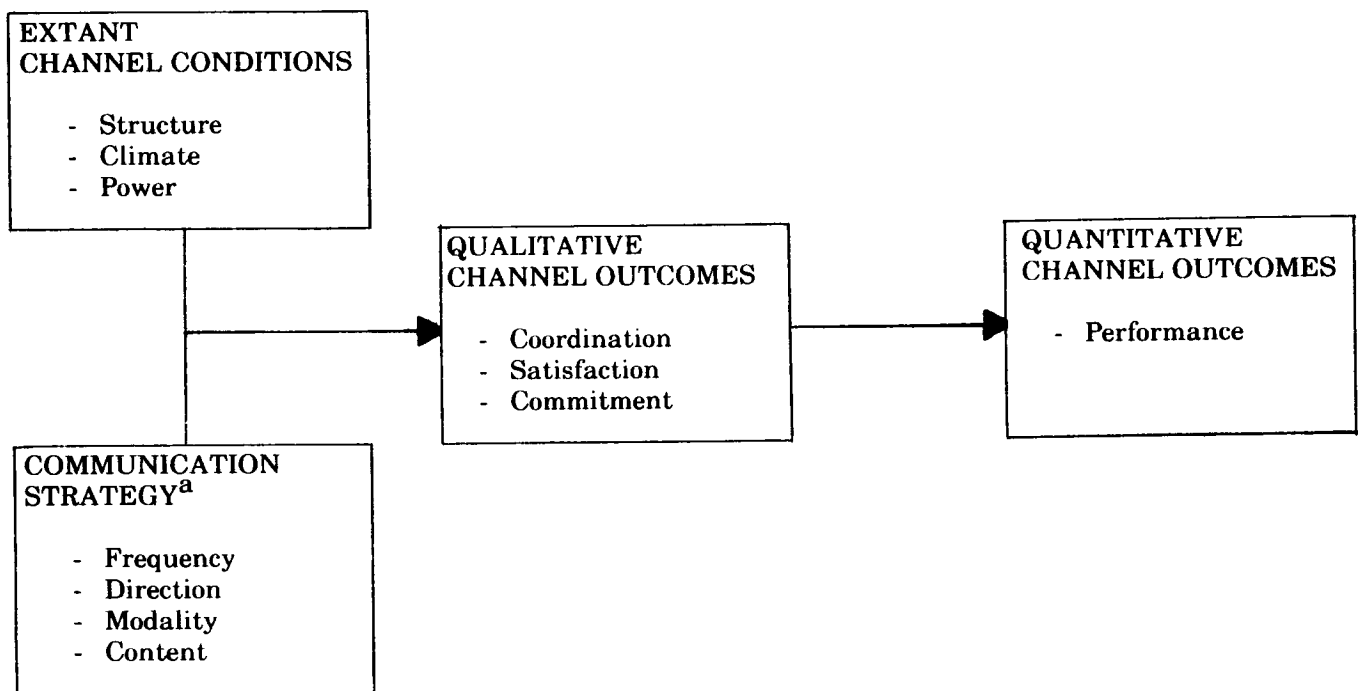 EXTANT
CHANNEL CONDITIONS
- Structure
- Climate
- Power
QUALITATIVE
CHANNEL OUTCOMES
- Coordination
- Satisfaction
- Commitment
QUANTITATIVE
CHANNEL OUTCOMES
- Performance
COMMUNICATION
STRATEGYa
- Frequency
- Direction
- Modality
- Content